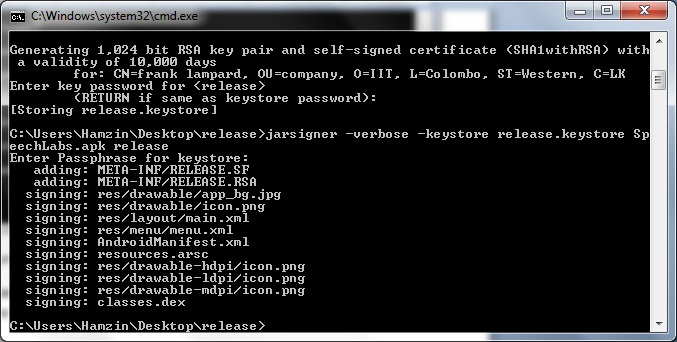 C:\Windows\system32\cmd.exe
Generating 1,024 bit RSA key pair and self-signed certificate (SHA1withRSA) with
a validity of 10,000 days
for: CN=frank lampard, OU=company, O=IIT, L=Colombo, ST=Western, C=LK
Enter key password for <release>
(RETURN if same as keystore password):
[Storing release.keystore]
C:\Users\Hamzin\Desktop\release>jarsigner -verbose -keystore release.keystore Sp
eechLabs.apk release
Enter Passphrase for keystore:
adding: META-INF/RELEASE.SF
adding: META-INF/RELEASE.RSA
signing: res/drawable/app_bg.jpg
signing: res/drawable/icon.png
signing: res/layout/main.xml
signing: res/menu/menu.xml
signing: AndroidManifest.xml
signing: resources.arsc
signing: res/drawable-hdpi/icon.png
signing: res/drawable-ldpi/icon.png
signing: res/drawable-mdpi/icon.png
signing: classes.dex
C:\Users\Hamzin\Desktop\release>